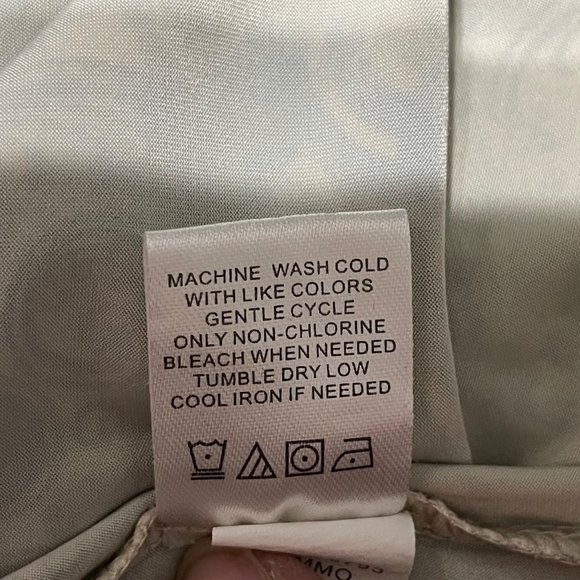 MACHINE WASH COLD
WITH LIKE COLORS
GENTLE CYCLE
ONLY NON-CHLORINE
BLEACH WHEN NEEDED
TUMBLE DRY LOW
COOL IRON IF NEEDED